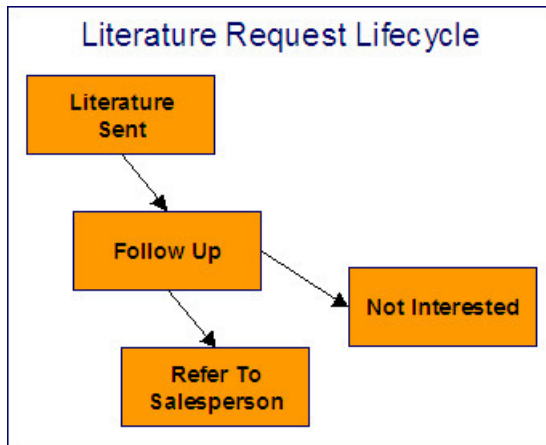 Literature Request Lifecycle
Literature
Sent
Follow Up
Not Interested
Refer To
Salesperson